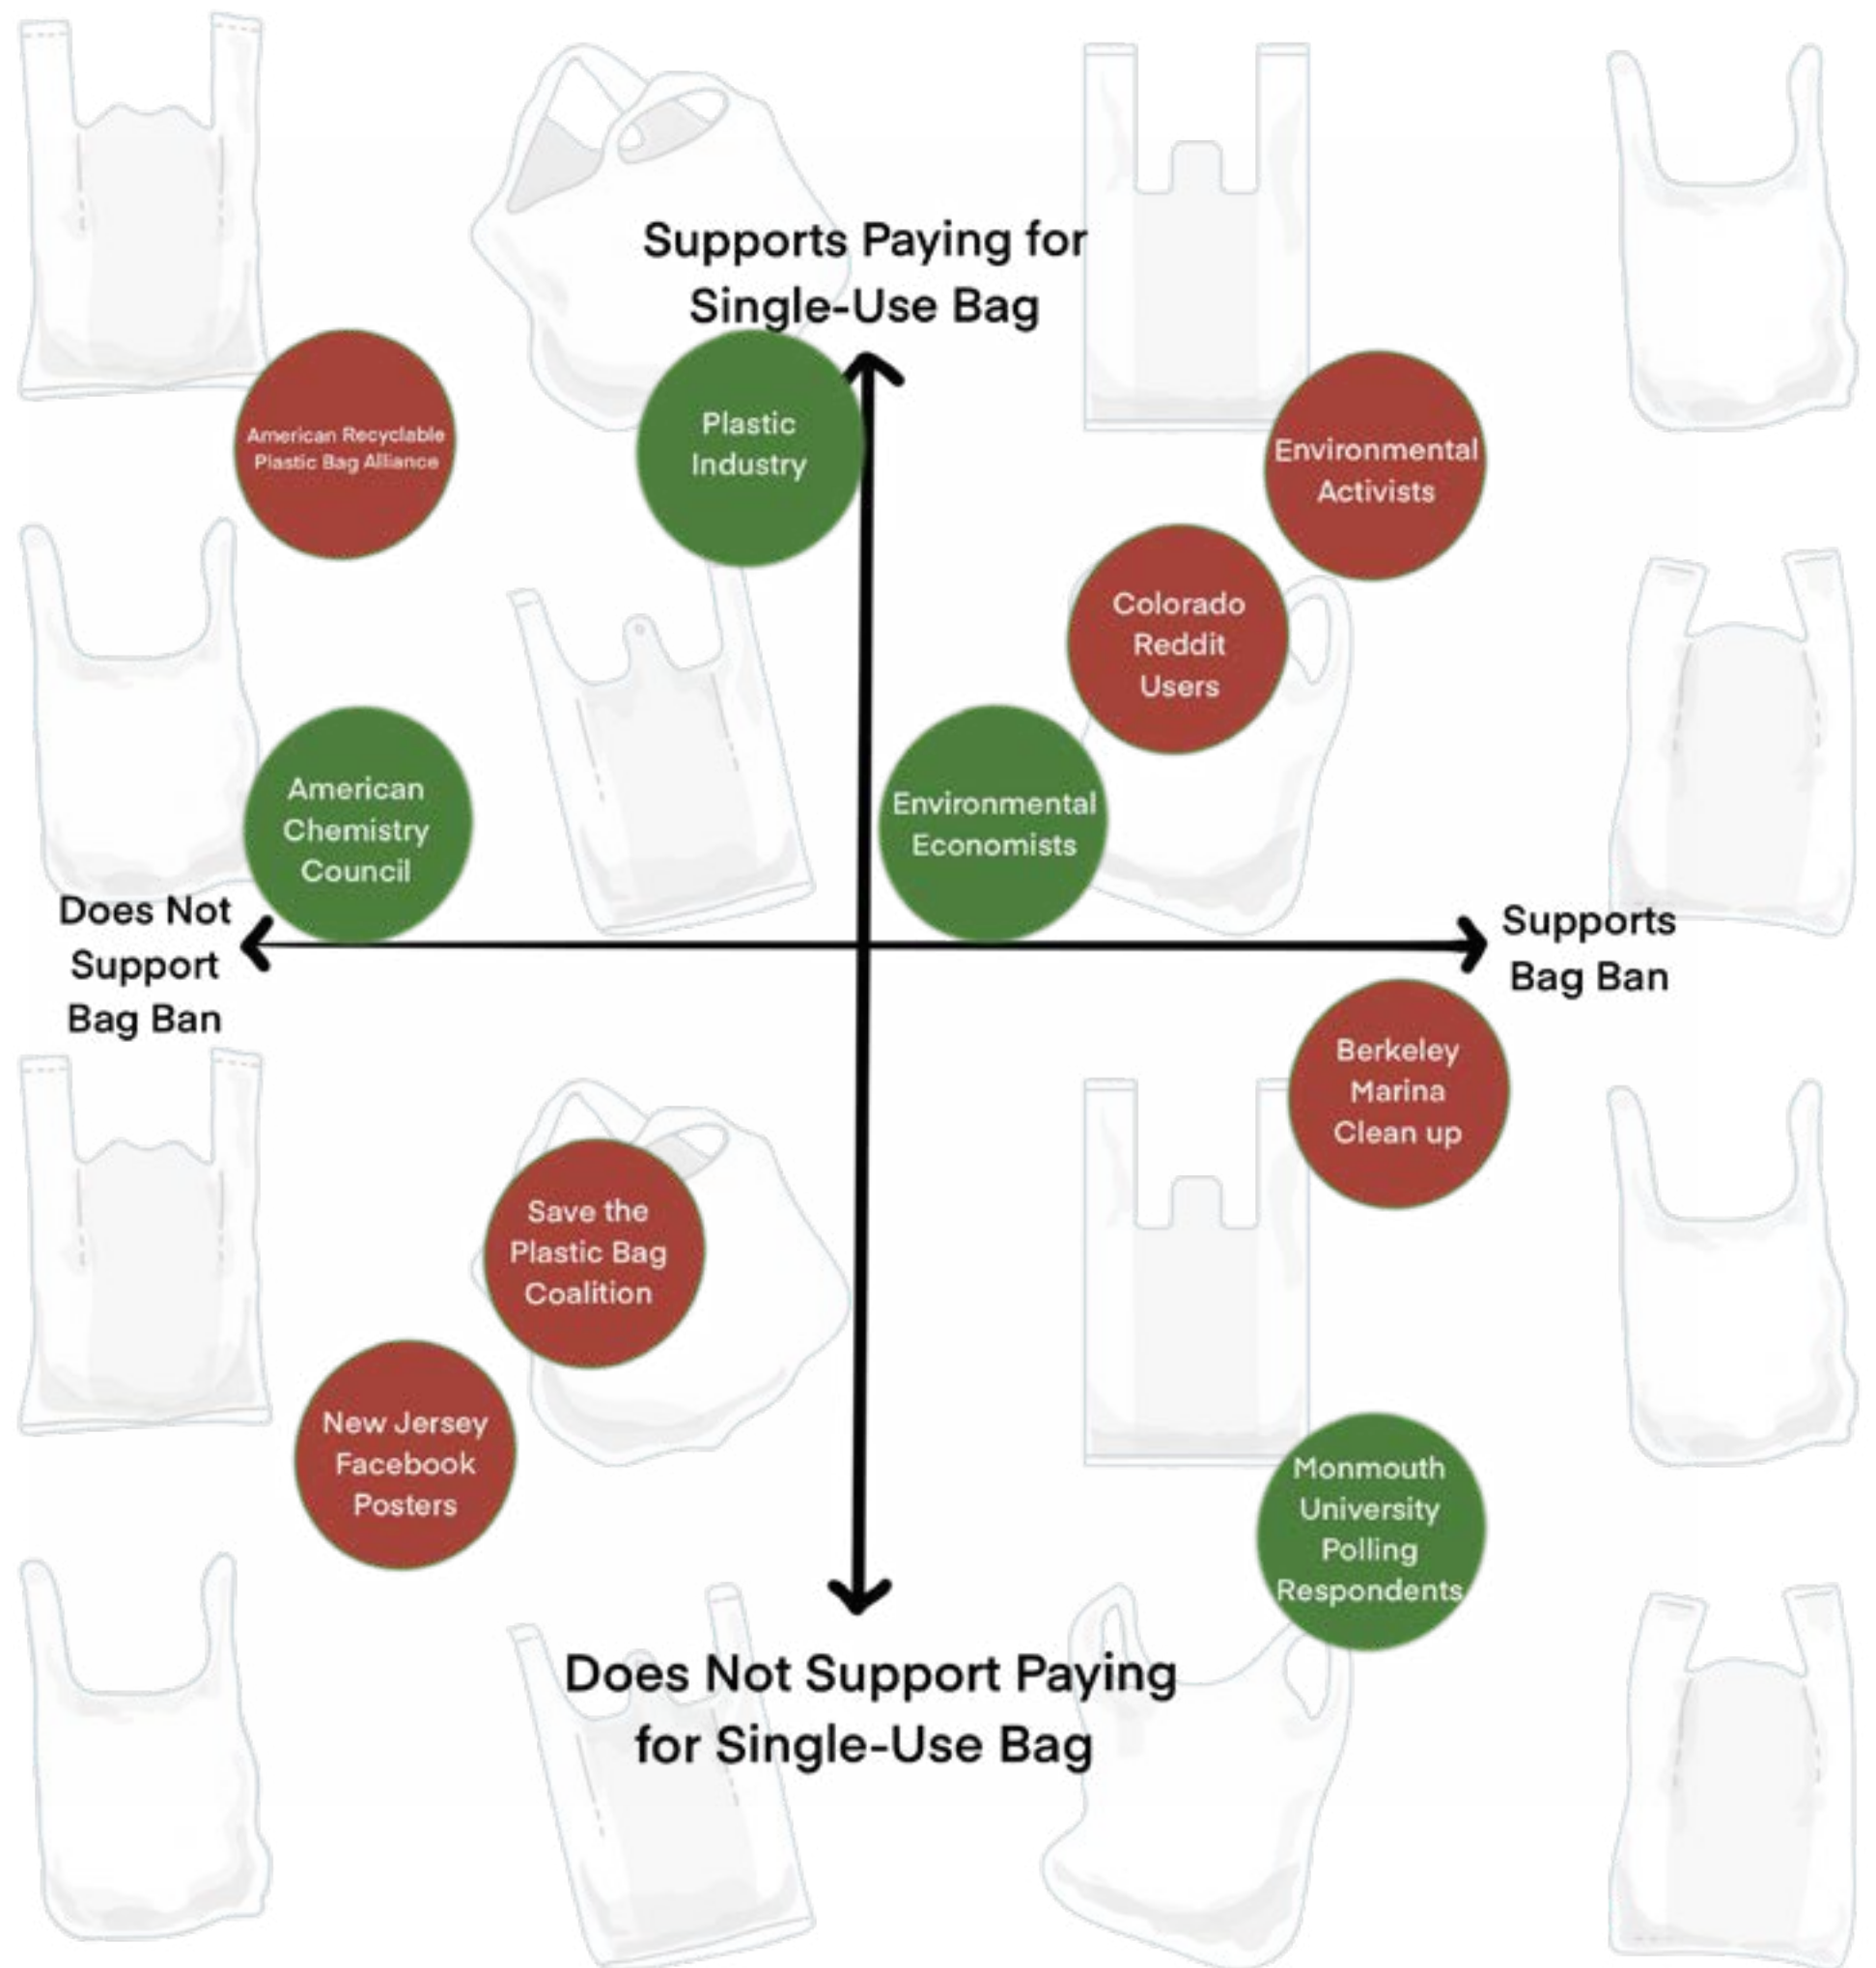 Supports Paying for
Single-Use Bag
American Recyclable
Plastic Bag Alliance
Plastic
Industry
Environmental
Activists
Colorado
Reddit
Users
American
Chemistry
Council
Environmental
Economists
Does Not
Support
Bag Ban
Supports
Bag Ban
Berkeley
Marina
Clean up
Save the
Plastic Bag
Coalition
New Jersey
Facebook
Posters
Monmouth
University
Polling
Respondents
Does Not Support Paying
for Single-Use Bag